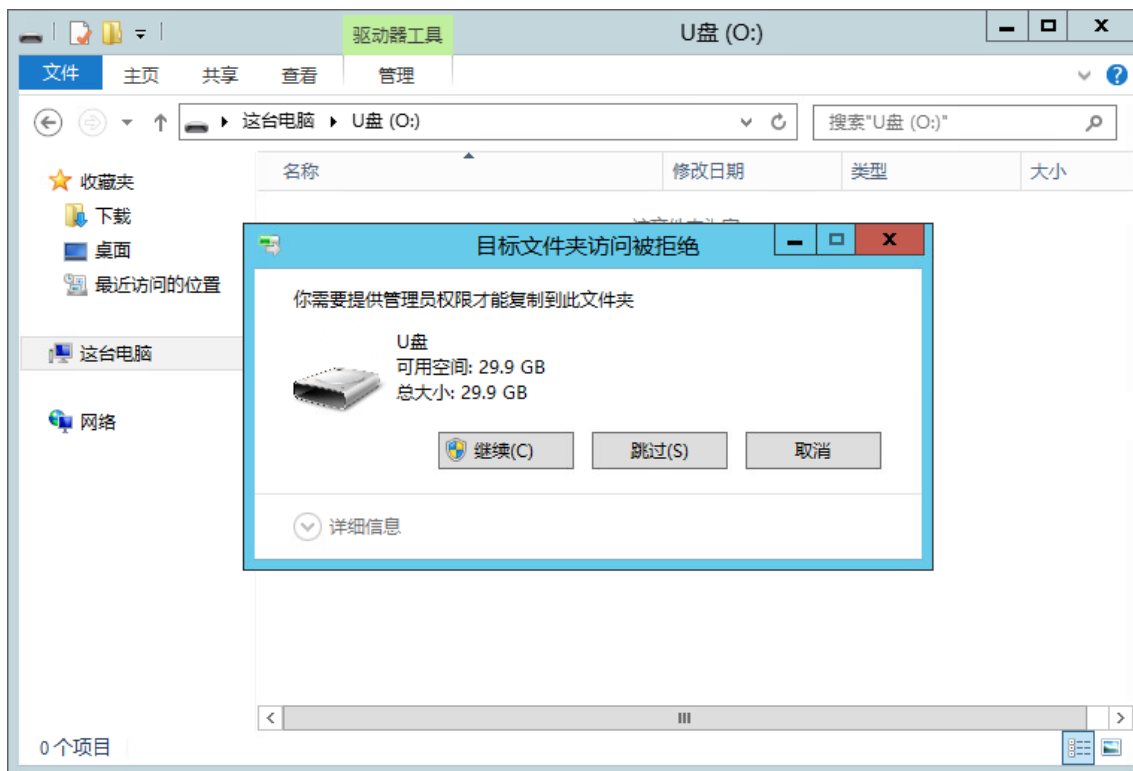 驱动器工具
U盘 (O:)
文件
主页
共享
查看
管理
这台电脑
U盘 (O:)
搜索"U盘 (O:)"
收藏夹
下载
桌面
最近访问的位置
这台电脑
网络
名称
修改日期
类型
大小
目标文件夹访问被拒绝
你需要提供管理员权限才能复制到此文件夹
U盘
可用空间: 29.9 GB
总大小: 29.9 GB
继续(C)
跳过(S)
取消
详细信息
0 个项目